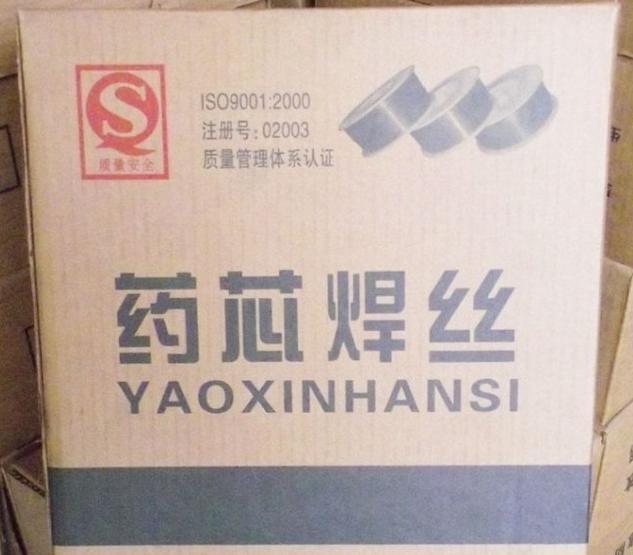 质量安全
ISO9001:2000
注册号:02003
质量管理体系认证
药芯焊丝
YAOXINHANSI